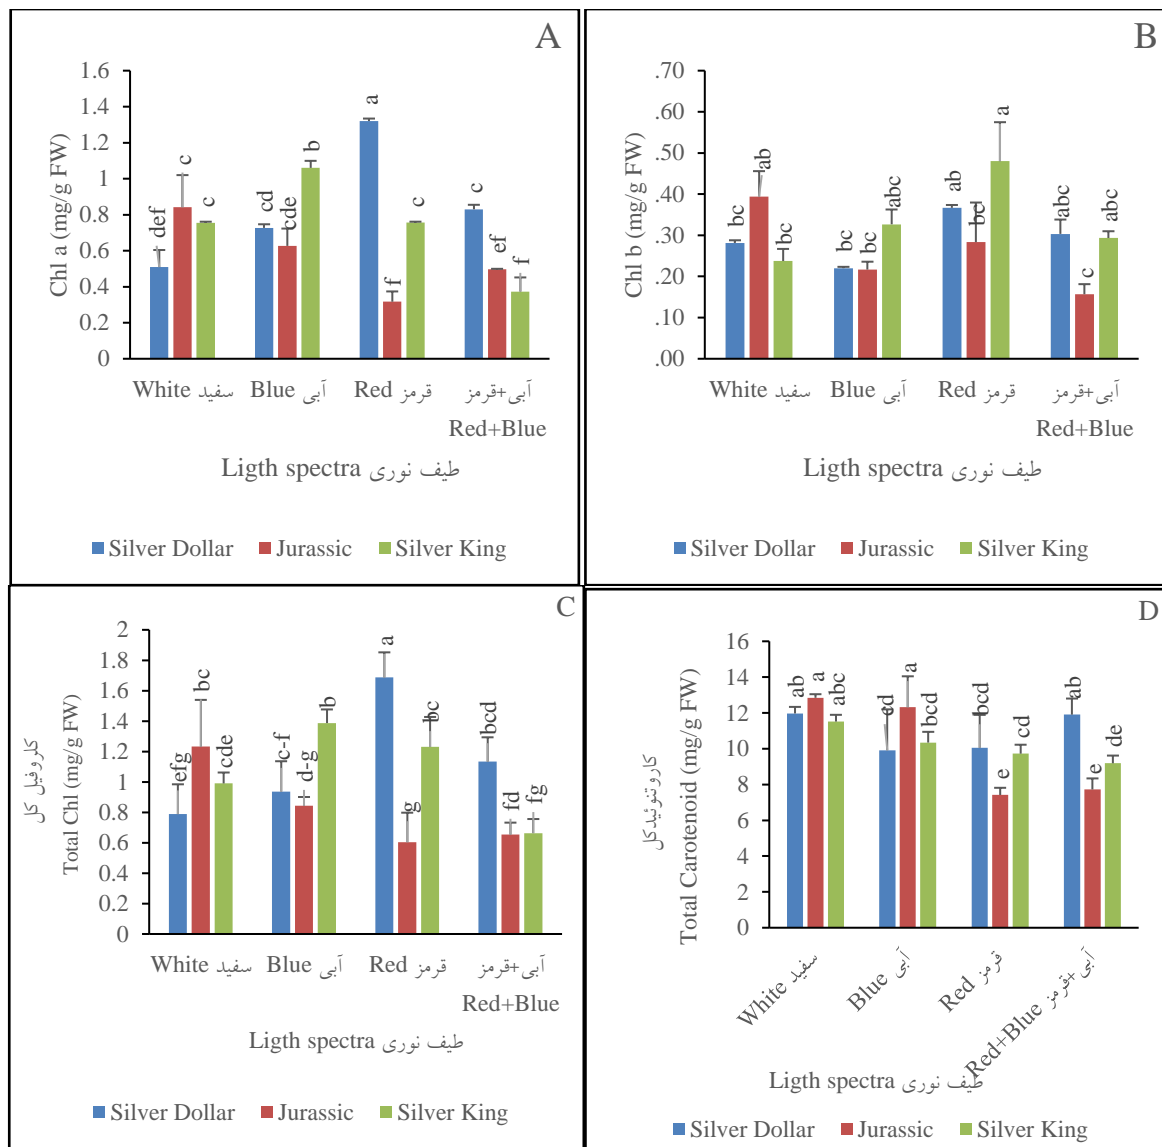 A
Chl a (mg/g FW)
1.6
1.4
1.2
1
0.8
0.6
0.4
0.2
0
def
c
c
cd
cde
b
a
f
c
c
ef
f
White سفید
Blue آبی
Red قرمز
آبی+قرمز
Red+Blue
Ligth spectra طیف نوری
Silver Dollar Jurassic Silver King
B
Chl b (mg/g FW)
.70
.60
.50
.40
.30
.20
.10
.00
bc
ab
bc
bc
bc
abc
ab
bc
a
abc
c
abc
White سفید
Blue آبی
Red قرمز
آبی+قرمز
Red+Blue
Ligth spectra طیف نوری
Silver Dollar Jurassic Silver King
C
کلروفیل کل
Total Chl (mg/g FW)
2
1.8
1.6
1.4
1.2
1
0.8
0.6
0.4
0.2
0
efg
bc
cde
c-f
d-g
b
a
g
bc
bcd
fd
fg
White سفید
Blue آبی
Red قرمز
آبی+قرمز
Red+Blue
Ligth spectra طیف نوری
Silver Dollar Jurassic Silver King
D
کاروتنوئیدکل
Total Carotenoid (mg/g FW)
16
14
12
10
8
6
4
2
0
ab
a
abc
cd
a
bcd
bcd
e
cd
ab
e
de
White سفید
Blue آبی
Red قرمز
Red+Blue آبی+قرمز
Ligth spectra طیف نوری
Silver Dollar Jurassic Silver King